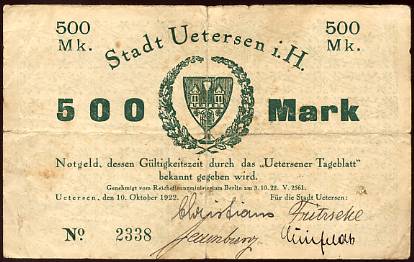 500 Mk.
500 Mk.
Stadt Uetersen i.H.
500 Mark
Notgeld, dessen Gültigkeitszeit durch das „Uetersener Tageblatt"
bekannt gegeben wird.
Genehmigt vom Reichsfinanzministerium Berlin am 3.10.22. V. 2561.
Uetersen, den 10. Oktober 1922. Für die Stadt Uetersen:
Christians Fritzsche
No. 2338